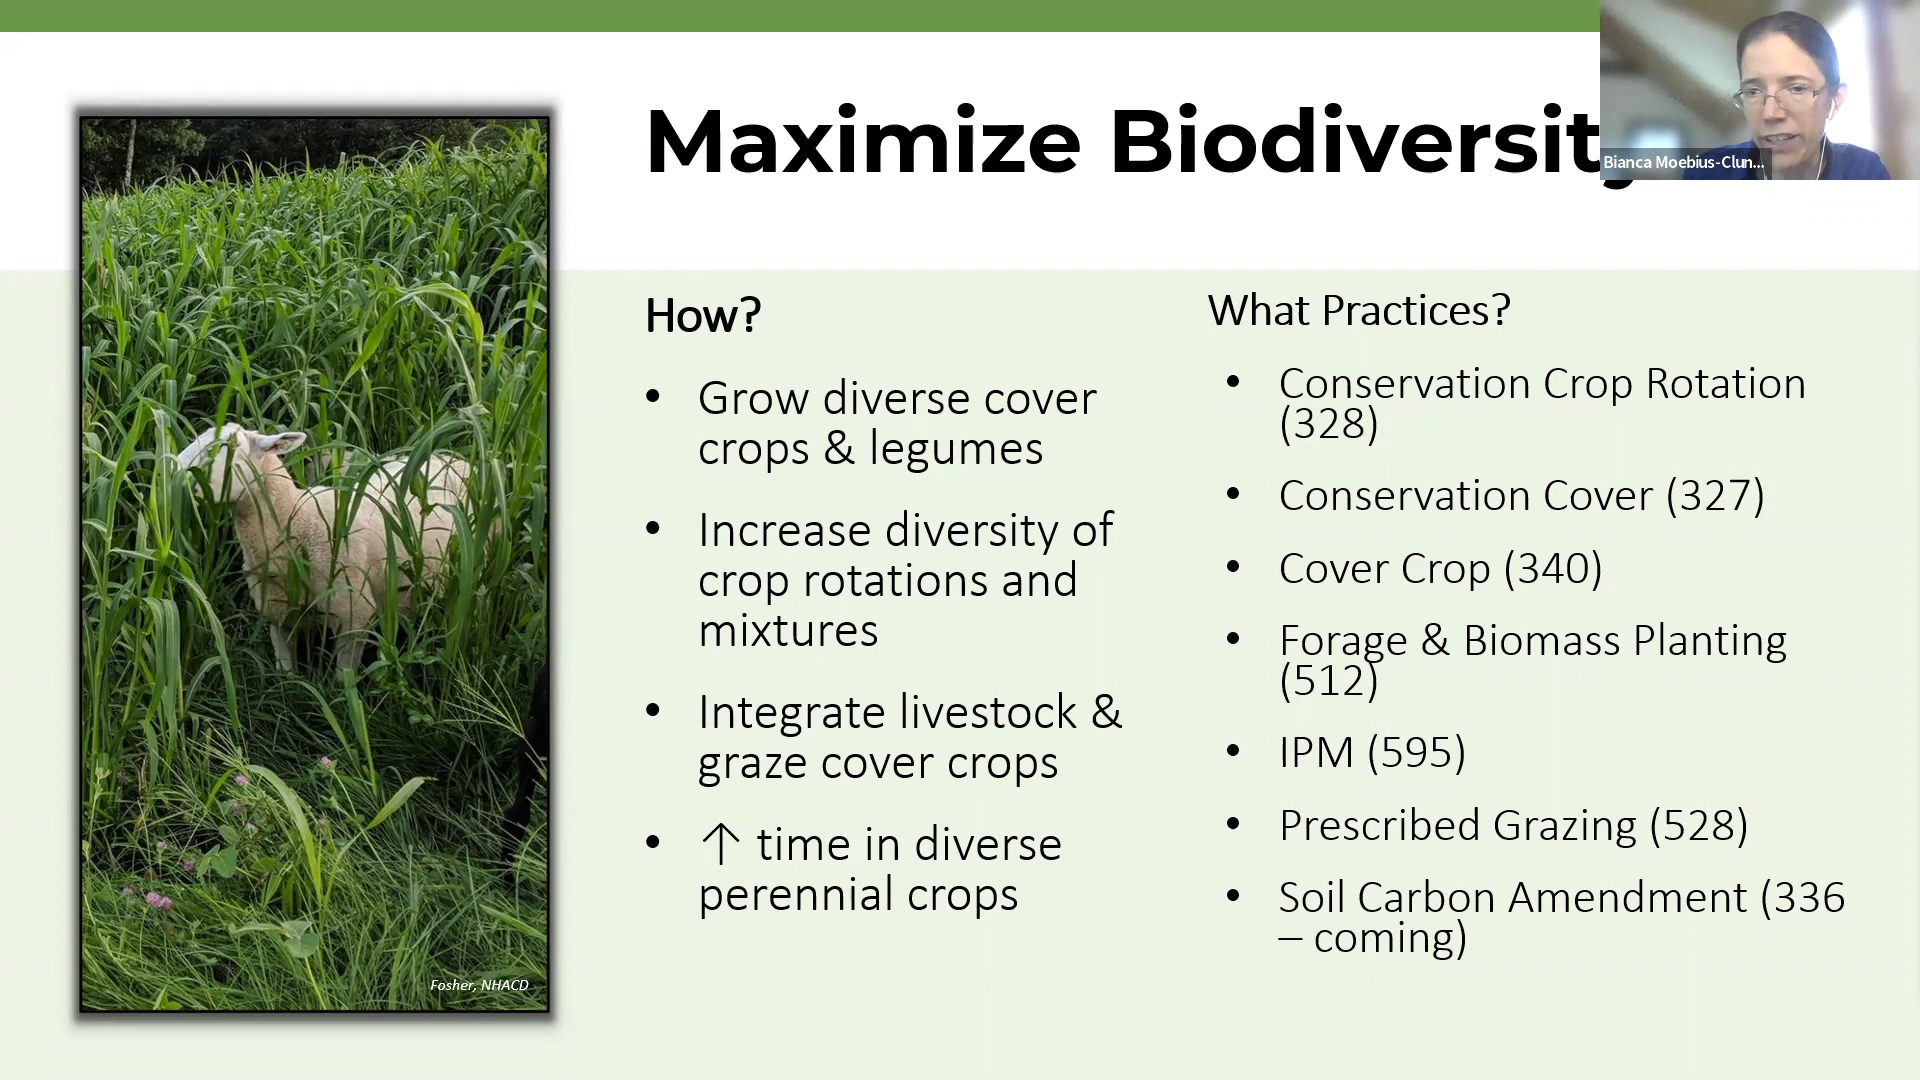 Maximize Biodiversity
Bianca Moebius-Clun...
How?
• Grow diverse cover
crops & legumes
• Increase diversity of
crop rotations and
mixtures
• Integrate livestock &
graze cover crops
• ↑ time in diverse
perennial crops
What Practices?
• Conservation Crop Rotation
(328)
• Conservation Cover (327)
• Cover Crop (340)
• Forage & Biomass Planting
(512)
• IPM (595)
• Prescribed Grazing (528)
• Soil Carbon Amendment (336
– coming)
Fosher, NHACD